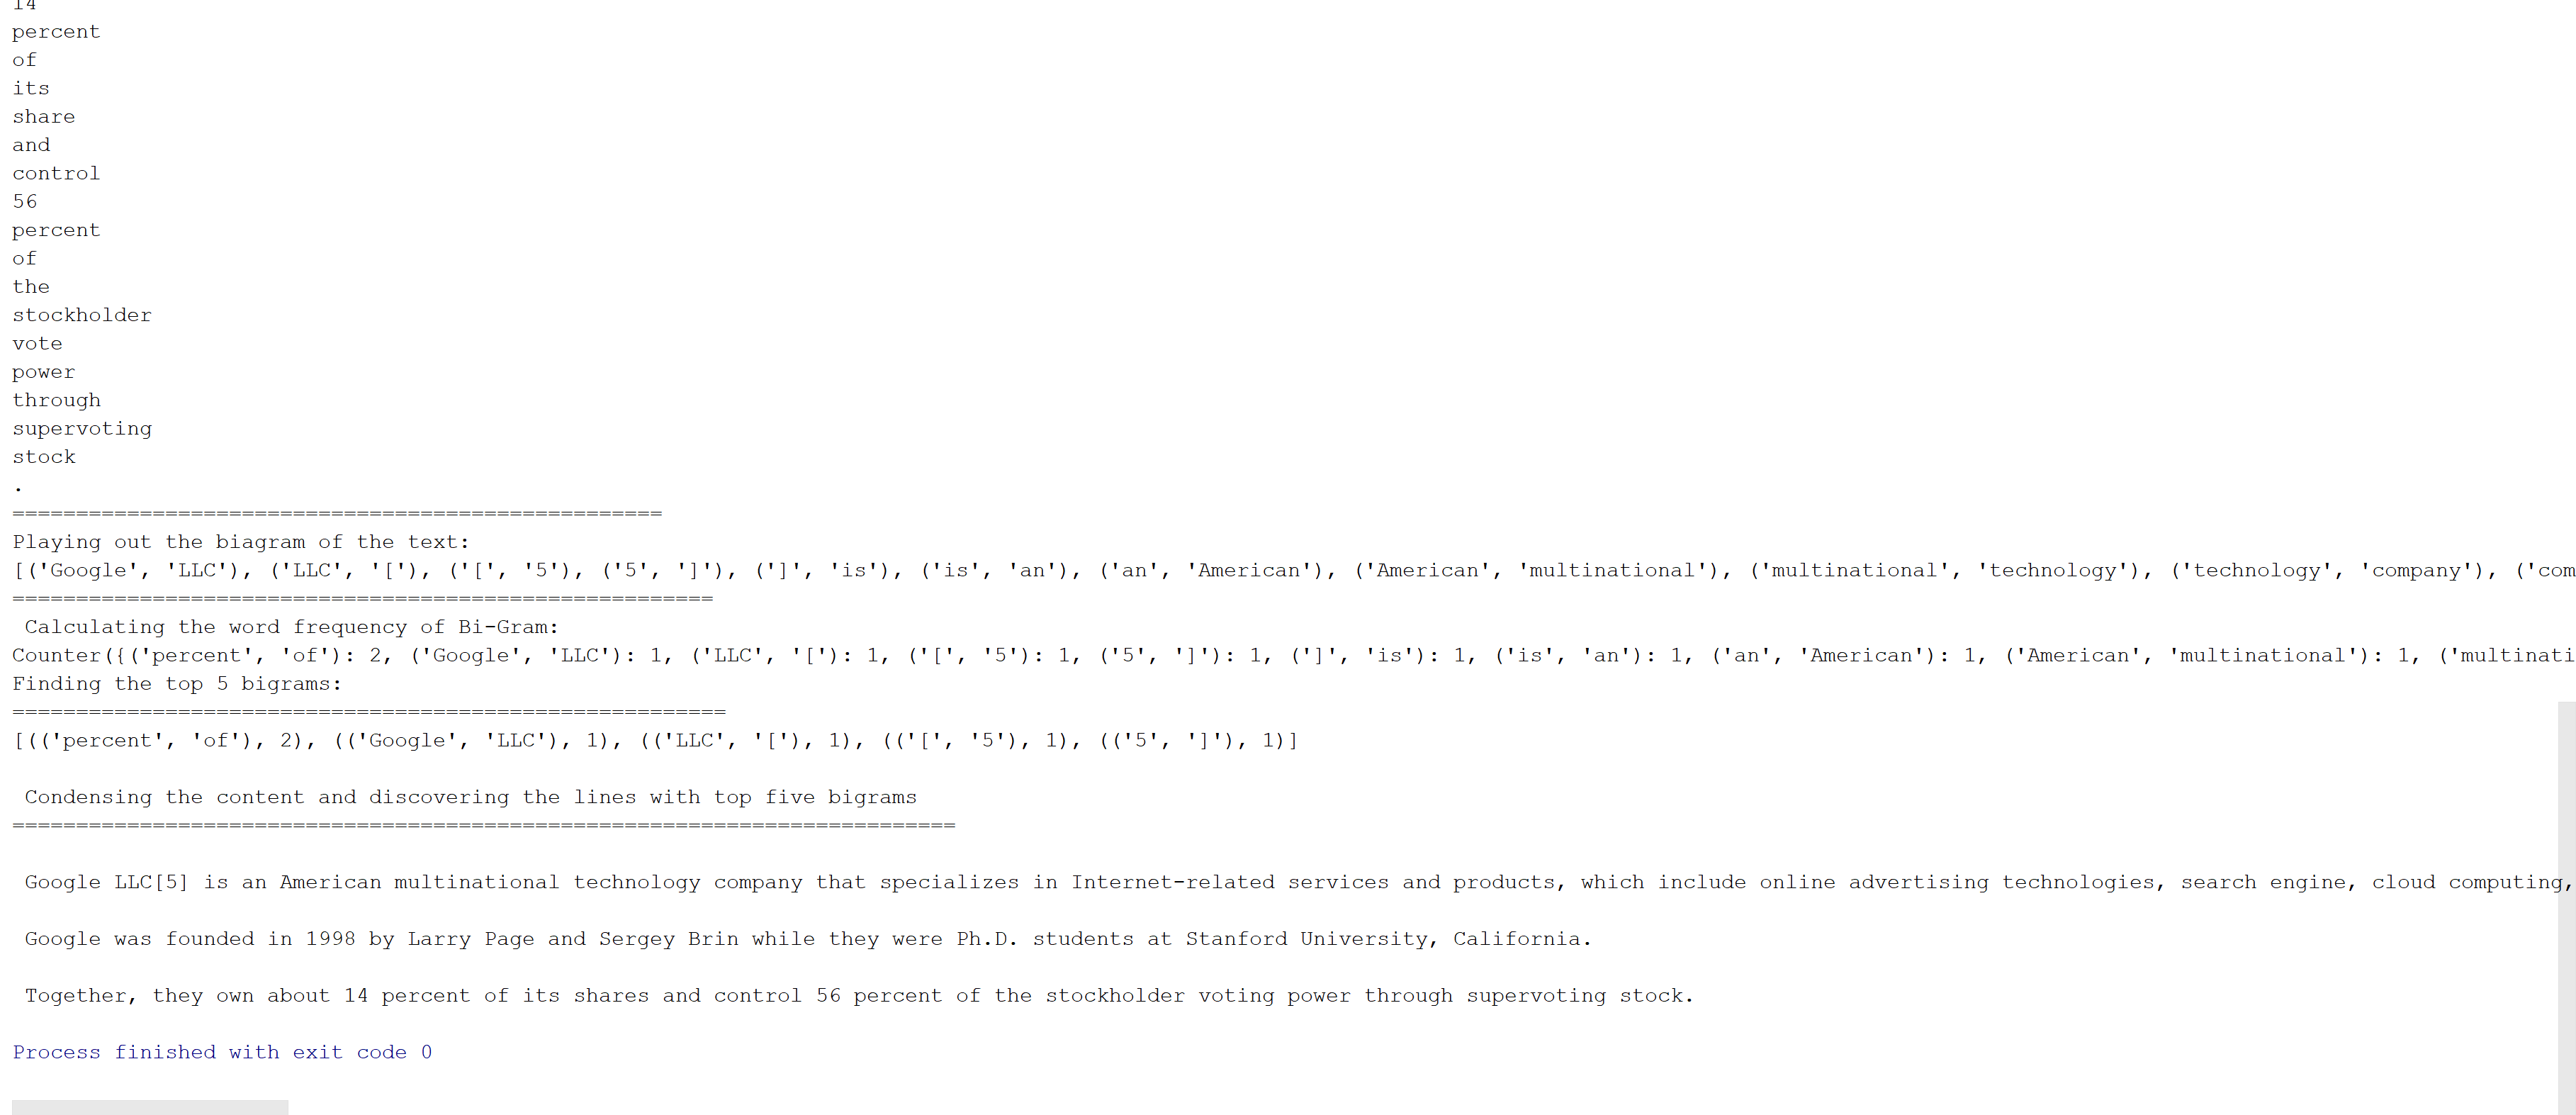 14
percent
of
its
share
and
control
56
percent
of
the
stockholder
vote
power
through
supervoting
stock
.
===================================================
Playing out the biagram of the text:
[('Google', 'LLC'), ('LLC', '['), ('[', '5'), ('5', ']'), (']', 'is'), ('is', 'an'), ('an', 'American'), ('American', 'multinational'), ('multinational', 'technology'), ('technology', 'company'), ('com
=======================================================
 Calculating the word frequency of Bi-Gram:
Counter({('percent', 'of'): 2, ('Google', 'LLC'): 1, ('LLC', '['): 1, ('[', '5'): 1, ('5', ']'): 1, (']', 'is'): 1, ('is', 'an'): 1, ('an', 'American'): 1, ('American', 'multinational'): 1, ('multinati
Finding the top 5 bigrams:
========================================================
[(('percent', 'of'), 2), (('Google', 'LLC'), 1), (('LLC', '['), 1), (('[', '5'), 1), (('5', ']'), 1)]
 Condensing the content and discovering the lines with top five bigrams
==========================================================================
 Google LLC[5] is an American multinational technology company that specializes in Internet-related services and products, which include online advertising technologies, search engine, cloud computing,
 Google was founded in 1998 by Larry Page and Sergey Brin while they were Ph.D. students at Stanford University, California.
 Together, they own about 14 percent of its shares and control 56 percent of the stockholder voting power through supervoting stock.
Process finished with exit code 0